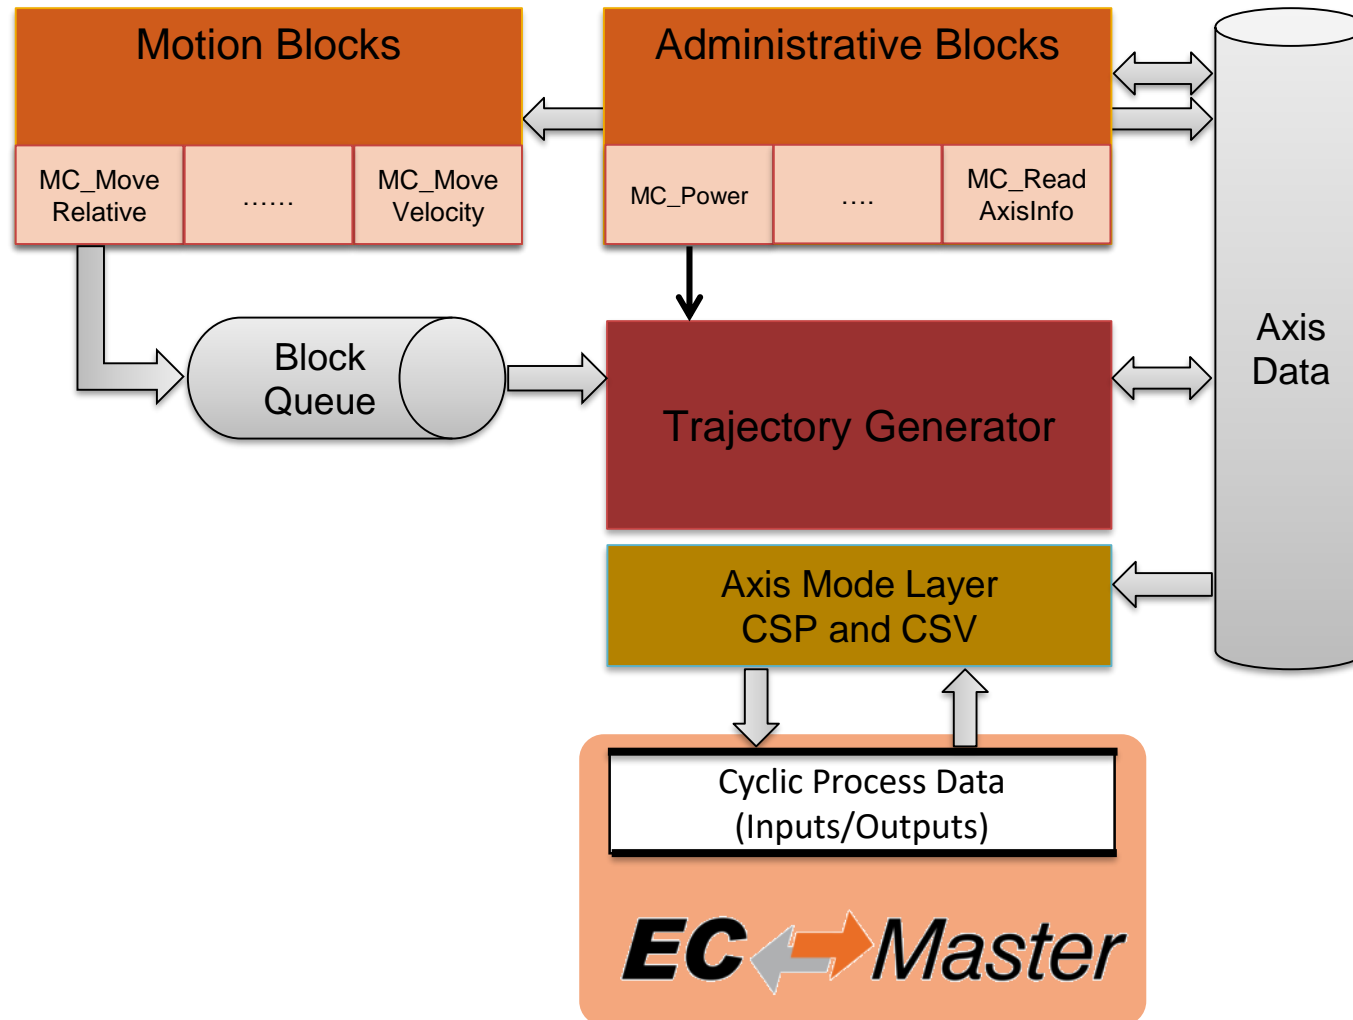 Motion Blocks
Administrative Blocks
MC_Move
Relative
......
MC_Move
Velocity
MC_Power
....
MC_Read
AxisInfo
Block
Queue
Trajectory Generator
Axis
Data
Axis Mode Layer
CSP and CSV
Cyclic Process Data
(Inputs/Outputs)
EC Master